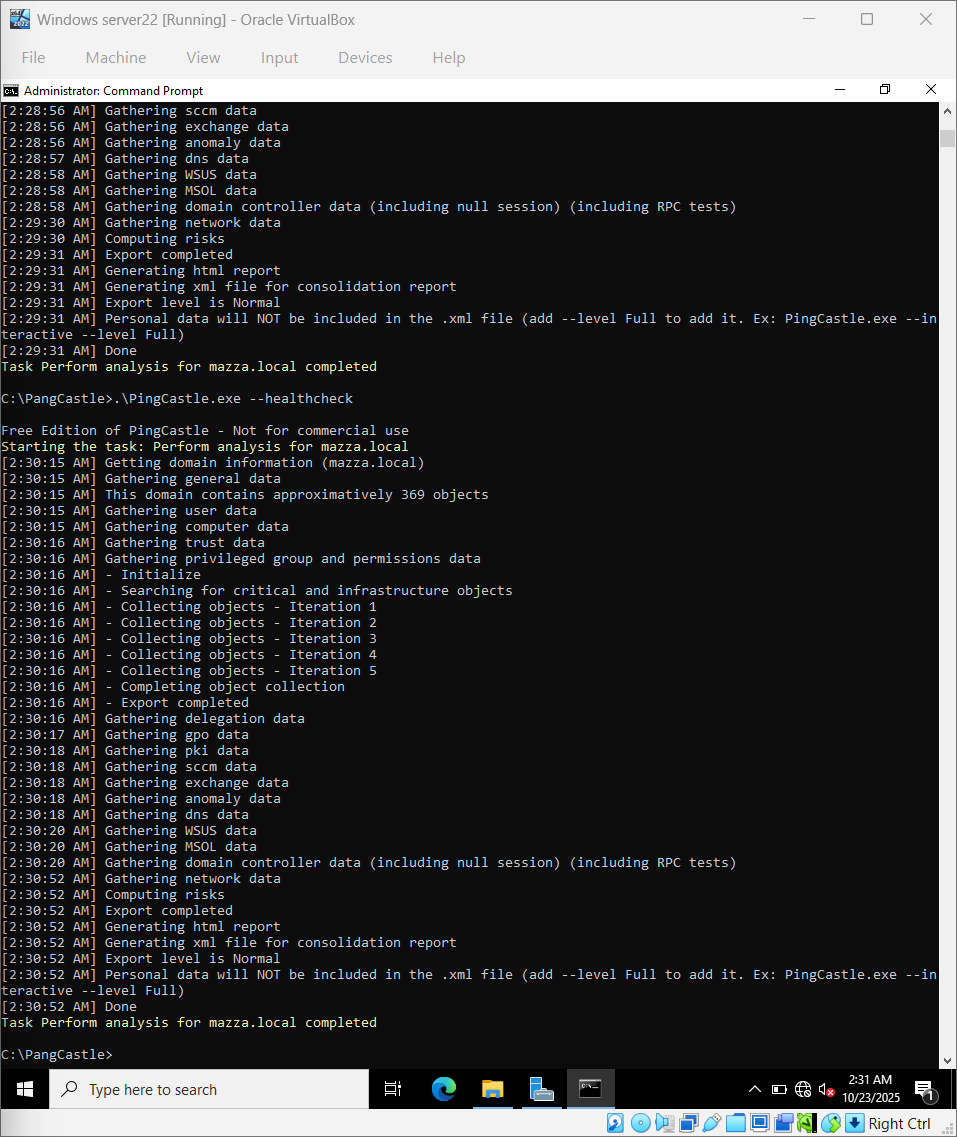 Windows server22 [Running] - Oracle VirtualBox
File Machine View Input Devices Help
Administrator: Command Prompt
[2:28:56 AM] Gathering sccm data
[2:28:56 AM] Gathering exchange data
[2:28:56 AM] Gathering anomaly data
[2:28:57 AM] Gathering dns data
[2:28:58 AM] Gathering WSUS data
[2:28:58 AM] Gathering MSOL data
[2:28:58 AM] Gathering domain controller data (including null session) (including RPC tests)
[2:29:30 AM] Gathering network data
[2:29:30 AM] Computing risks
[2:29:31 AM] Export completed
[2:29:31 AM] Generating html report
[2:29:31 AM] Generating xml file for consolidation report
[2:29:31 AM] Export level is Normal
[2:29:31 AM] Personal data will NOT be included in the .xml file (add --level Full to add it. Ex: PingCastle.exe --in
teractive --level Full)
[2:29:31 AM] Done
Task Perform analysis for mazza.local completed
C:\PangCastle>.\PingCastle.exe --healthcheck
Free Edition of PingCastle - Not for commercial use
Starting the task: Perform analysis for mazza.local
[2:30:15 AM] Getting domain information (mazza.local)
[2:30:15 AM] Gathering general data
[2:30:15 AM] This domain contains approximatively 369 objects
[2:30:15 AM] Gathering user data
[2:30:15 AM] Gathering computer data
[2:30:16 AM] Gathering trust data
[2:30:16 AM] Gathering privileged group and permissions data
[2:30:16 AM] - Initialize
[2:30:16 AM] - Searching for critical and infrastructure objects
[2:30:16 AM] - Collecting objects - Iteration 1
[2:30:16 AM] - Collecting objects - Iteration 2
[2:30:16 AM] - Collecting objects - Iteration 3
[2:30:16 AM] - Collecting objects - Iteration 4
[2:30:16 AM] - Collecting objects - Iteration 5
[2:30:16 AM] - Completing object collection
[2:30:16 AM] - Export completed
[2:30:16 AM] Gathering delegation data
[2:30:17 AM] Gathering gpo data
[2:30:18 AM] Gathering pki data
[2:30:18 AM] Gathering sccm data
[2:30:18 AM] Gathering exchange data
[2:30:18 AM] Gathering anomaly data
[2:30:18 AM] Gathering dns data
[2:30:20 AM] Gathering WSUS data
[2:30:20 AM] Gathering MSOL data
[2:30:20 AM] Gathering domain controller data (including null session) (including RPC tests)
[2:30:52 AM] Gathering network data
[2:30:52 AM] Computing risks
[2:30:52 AM] Export completed
[2:30:52 AM] Generating html report
[2:30:52 AM] Generating xml file for consolidation report
[2:30:52 AM] Export level is Normal
[2:30:52 AM] Personal data will NOT be included in the .xml file (add --level Full to add it. Ex: PingCastle.exe --in
teractive --level Full)
[2:30:52 AM] Done
Task Perform analysis for mazza.local completed
C:\PangCastle>
Type here to search
2:31 AM
10/23/2025
1
Right Ctrl